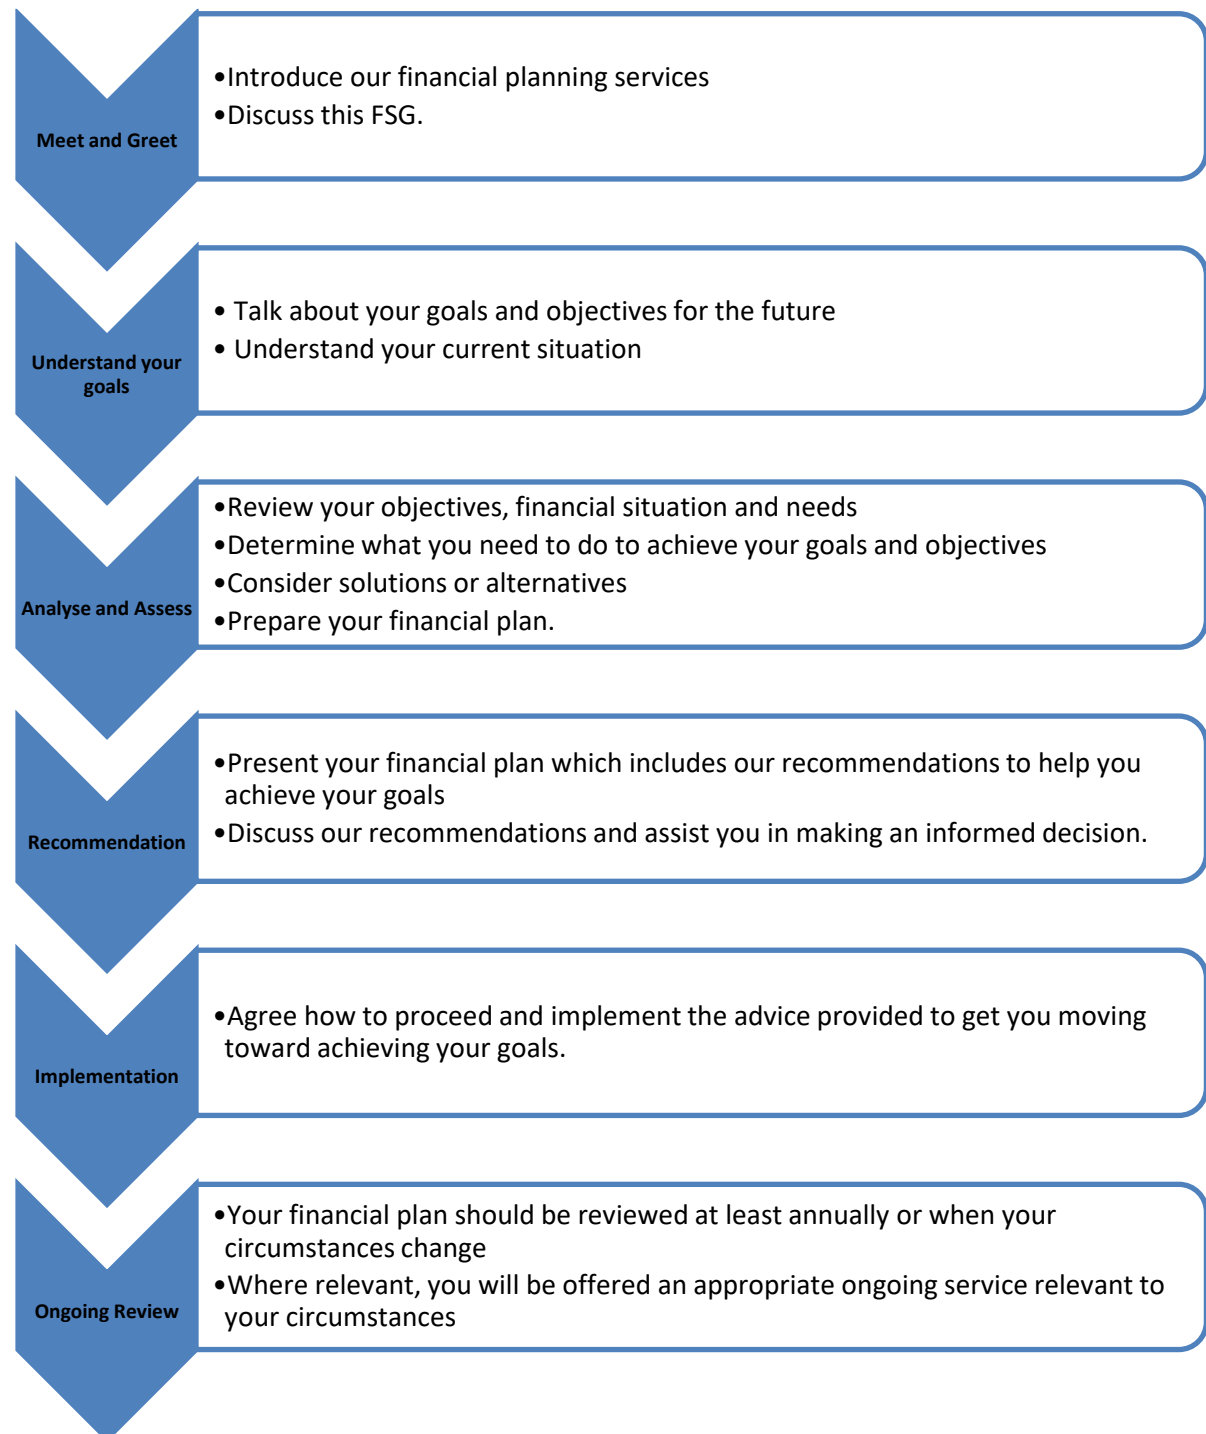 Meet and Greet
•Introduce our financial planning services
•Discuss this FSG.
Understand your
goals
• Talk about your goals and objectives for the future
• Understand your current situation
Analyse and Assess
•Review your objectives, financial situation and needs
•Determine what you need to do to achieve your goals and objectives
•Consider solutions or alternatives
•Prepare your financial plan.
Recommendation
•Present your financial plan which includes our recommendations to help you
achieve your goals
•Discuss our recommendations and assist you in making an informed decision.
Implementation
•Agree how to proceed and implement the advice provided to get you moving
toward achieving your goals.
Ongoing Review
•Your financial plan should be reviewed at least annually or when your
circumstances change
•Where relevant, you will be offered an appropriate ongoing service relevant to
your circumstances